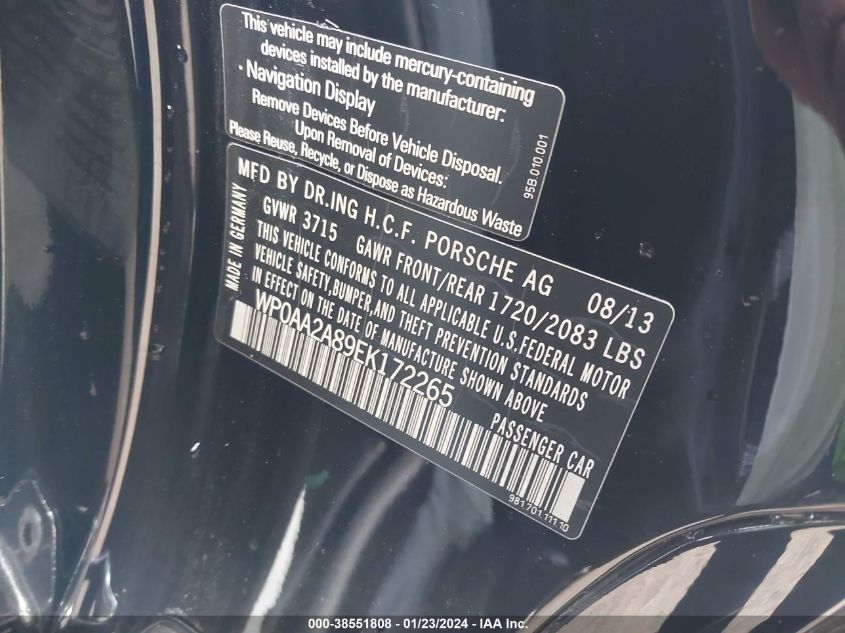 This vehicle may include mercury-containing
devices installed by the manufacturer:
· Navigation Display
Remove Devices Before Vehicle Disposal.
Upon Removal of Devices:
Please Reuse, Recycle, or Dispose as Hazardous Waste
95B.010.001
MFD BY DR.ING H.C.F. PORSCHE AG 08/13
GVWR 3715 GAWR FRONT/REAR 1720/2083 LBS
THIS VEHICLE CONFORMS TO ALL APPLICABLE U.S.FEDERAL MOTOR
VEHICLE SAFETY,BUMPER,AND THEFT PREVENTION STANDARDS
IN EFFECT ON THE DATE OF MANUFACTURE SHOWN ABOVE
WP0AA2A89EK172265 PASSENGER CAR
MADE IN GERMANY
981.701.111.10
000-38551808 - 01/23/2024 - IAA Inc.